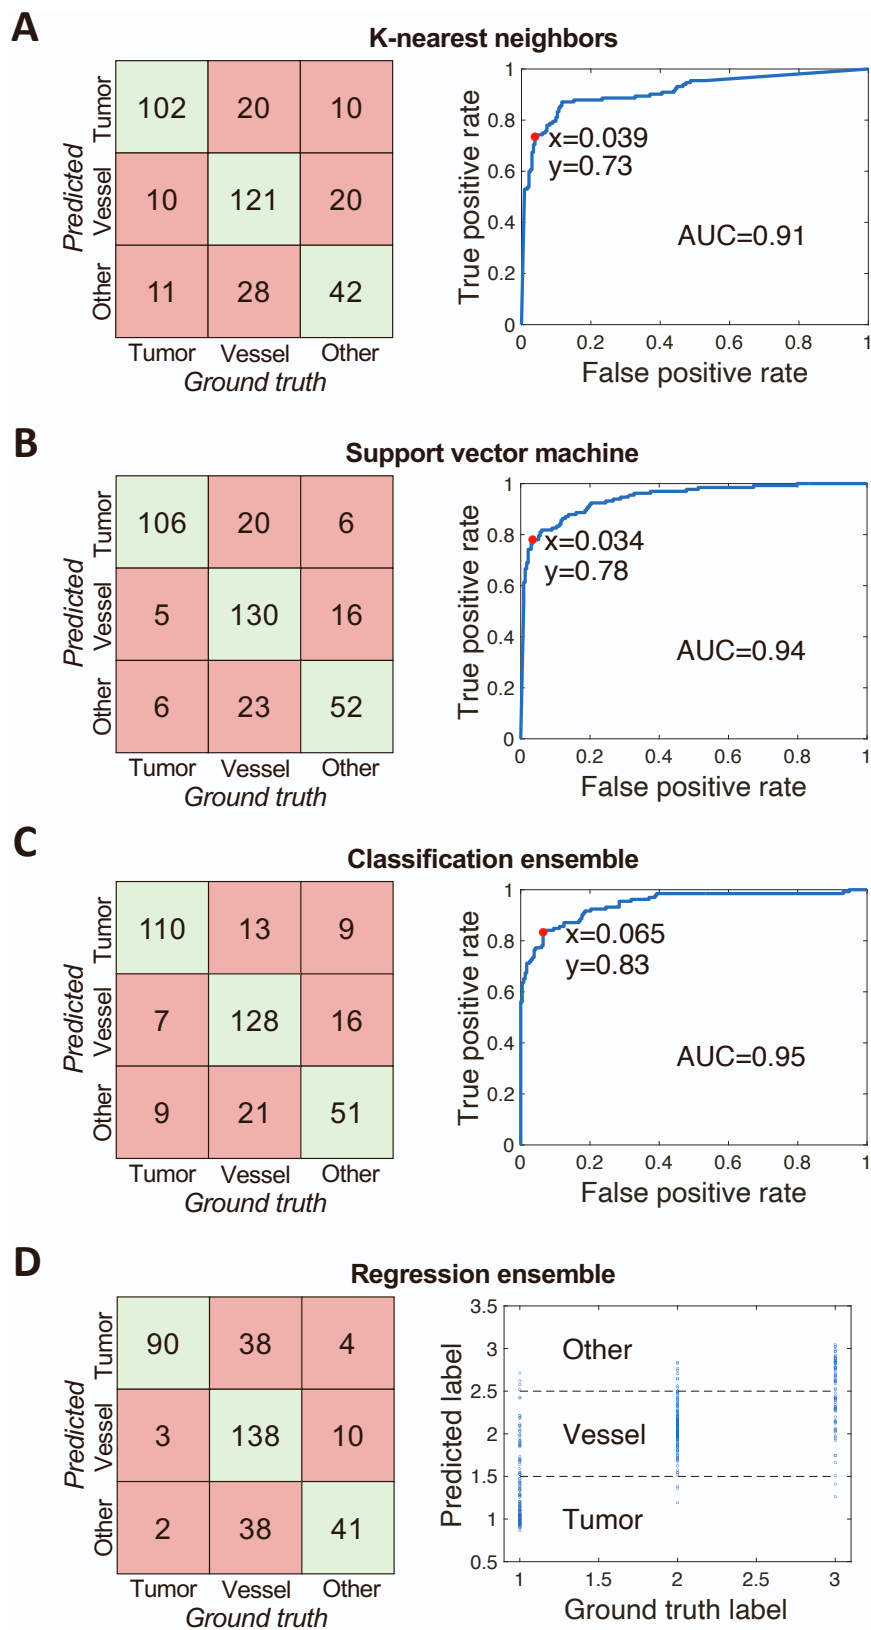 A
K-nearest neighbors
Predicted
Tumor
Vessel
Other
102 20 10
10 121 20
11 28 42
Tumor Vessel Other
Ground truth
True positive rate
1
0.8
0.6
0.4
0.2
0
x=0.039
y=0.73
AUC=0.91
0 0.2 0.4 0.6 0.8 1
False positive rate
B
Support vector machine
Predicted
Tumor
Vessel
Other
106 20 6
5 130 16
6 23 52
Tumor Vessel Other
Ground truth
True positive rate
1
0.8
0.6
0.4
0.2
0
x=0.034
y=0.78
AUC=0.94
0 0.2 0.4 0.6 0.8 1
False positive rate
C
Classification ensemble
Predicted
Tumor
Vessel
Other
110 13 9
7 128 16
9 21 51
Tumor Vessel Other
Ground truth
True positive rate
1
0.8
0.6
0.4
0.2
0
x=0.065
y=0.83
AUC=0.95
0 0.2 0.4 0.6 0.8 1
False positive rate
D
Regression ensemble
Predicted
Tumor
Vessel
Other
90 38 4
3 138 10
2 38 41
Tumor Vessel Other
Ground truth
Predicted label
3.5
3
2.5
2
1.5
1
0.5
Other
Vessel
Tumor
1 1.5 2 2.5 3
Ground truth label